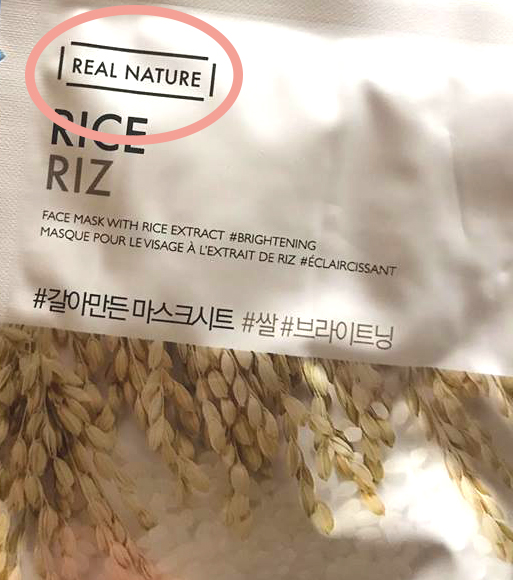 REAL NATURE
RICE
RIZ
FACE MASK WITH RICE EXTRACT #BRIGHTENING
MASQUE POUR LE VISAGE À L'EXTRAIT DE RIZ #ÉCLAIRCISSANT
#갈아만든 마스크시트 #쌀 #브라이트닝